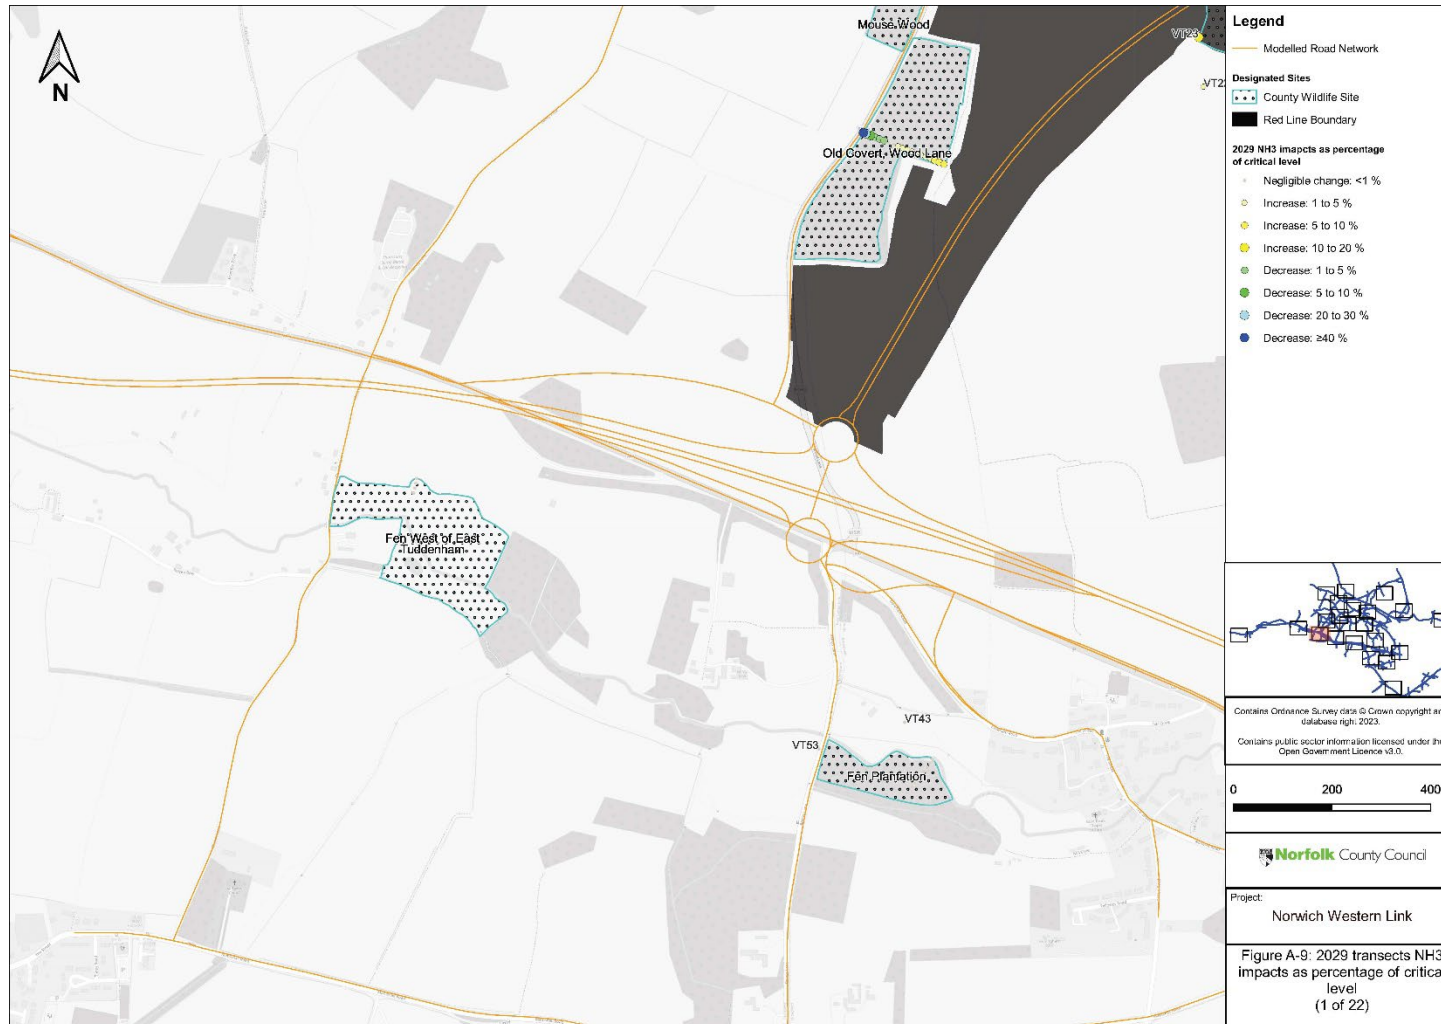 N
Mouse Wood
VT23
VT22
Old Covert, Wood Lane
Fen West of East
Tuddenham
VT43
VT53
Fen Plantation
Legend
Modelled Road Network
Designated Sites
County Wildlife Site
Red Line Boundary
2029 NH3 imapcts as percentage
of critical level
Negligible change: <1 %
Increase: 1 to 5 %
Increase: 5 to 10 %
Increase: 10 to 20 %
Decrease: 1 to 5 %
Decrease: 5 to 10 %
Decrease: 20 to 30 %
Decrease: ≥40 %
Contains Ordnance Survey data © Crown copyright an
database right 2023.
Contains public sector information licensed under the
Open Government Licence v3.0.
0 200 400
Norfolk County Council
Project:
Norwich Western Link
Figure A-9: 2029 transects NH3
impacts as percentage of critical
level
(1 of 22)